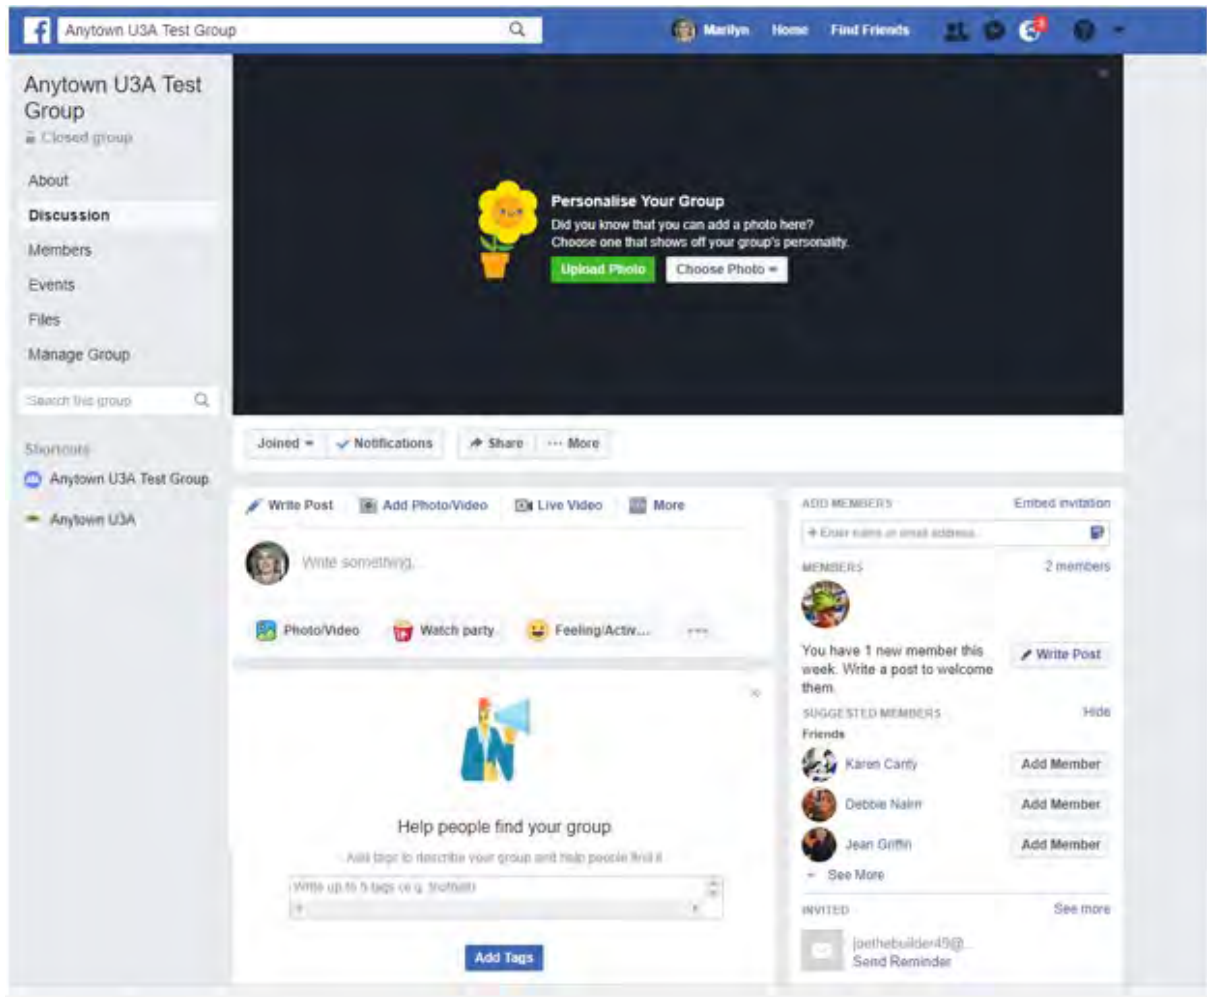 Anytown U3A Test Group
Marilyn Home Find Friends
Anytown U3A Test
Group
Closed group
About
Discussion
Members
Events
Files
Manage Group
Search this group
Shortcuts
Anytown U3A Test Group
Anytown U3A
Personalise Your Group
Did you know that you can add a photo here?
Choose one that shows off your group's personality.
Upload Photo Choose Photo
Joined Notifications Share ··· More
Write Post Add Photo/Video Live Video More
Write something...
Photo/Video Watch party Feeling/Activ...
Help people find your group
Add tags to describe your group and help people find it
Write up to 5 tags (e.g. football)
Add Tags
ADD MEMBERS Embed invitation
+ Enter name or email address...
MEMBERS 2 members
You have 1 new member this
week. Write a post to welcome
them.
Write Post
SUGGESTED MEMBERS Hide
Friends
Karen Canty Add Member
Debbie Nairn Add Member
Jean Griffin Add Member
See More
INVITED See more
joethebuilder49@...
Send Reminder